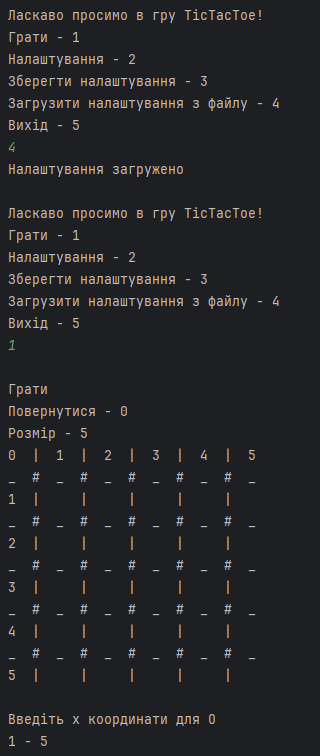 Ласкаво просимо в гру TicTacToe!
Грати - 1
Налаштування - 2
Зберегти налаштування - 3
Загрузити налаштування з файлу - 4
Вихід - 5
4
Налаштування загружено

Ласкаво просимо в гру TicTacToe!
Грати - 1
Налаштування - 2
Зберегти налаштування - 3
Загрузити налаштування з файлу - 4
Вихід - 5
1

Грати
Повернутися - 0
Розмір - 5
0  |  1  |  2  |  3  |  4  |  5
_  #  _  #  _  #  _  #  _  #  _
1  |     |     |     |     |
_  #  _  #  _  #  _  #  _  #  _
2  |     |     |     |     |
_  #  _  #  _  #  _  #  _  #  _
3  |     |     |     |     |
_  #  _  #  _  #  _  #  _  #  _
4  |     |     |     |     |
_  #  _  #  _  #  _  #  _  #  _
5  |     |     |     |     |

Введіть x координати для O
1 - 5